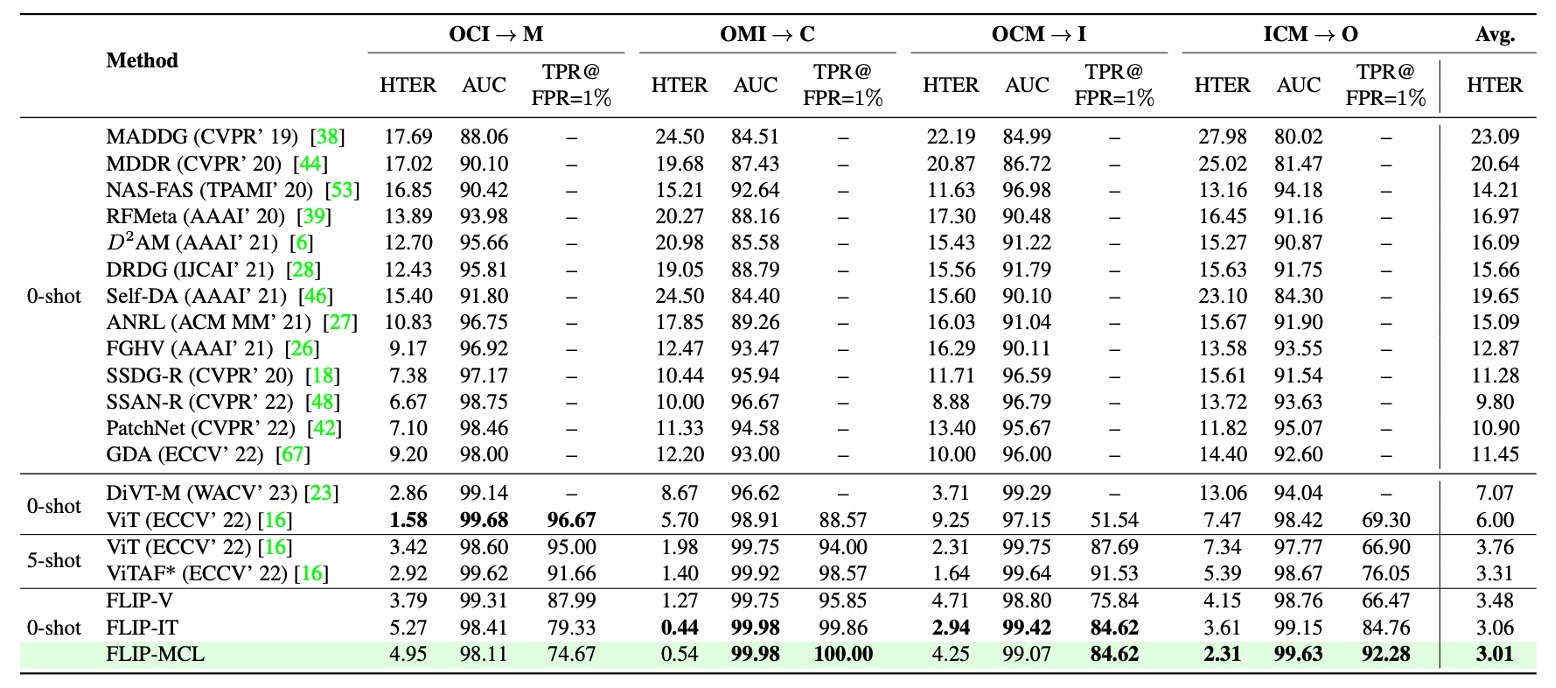 Method OCI → M OMI → C OCM → I ICM → O Avg.
HTER AUC TPR@ FPR=1% HTER AUC TPR@ FPR=1% HTER AUC TPR@ FPR=1% HTER AUC TPR@ FPR=1% HTER
MADDG (CVPR' 19) [38] 17.69 88.06 – 24.50 84.51 – 22.19 84.99 – 27.98 80.02 – 23.09
MDDR (CVPR' 20) [44] 17.02 90.10 – 19.68 87.43 – 20.87 86.72 – 25.02 81.47 – 20.64
NAS-FAS (TPAMI' 20) [53] 16.85 90.42 – 15.21 92.64 – 11.63 96.98 – 13.16 94.18 – 14.21
RFMeta (AAAI' 20) [39] 13.89 93.98 – 20.27 88.16 – 17.30 90.48 – 16.45 91.16 – 16.97
D²AM (AAAI' 21) [6] 12.70 95.66 – 20.98 85.58 – 15.43 91.22 – 15.27 90.87 – 16.09
DRDG (IJCAI' 21) [28] 12.43 95.81 – 19.05 88.79 – 15.56 91.79 – 15.63 91.75 – 15.66
0-shot Self-DA (AAAI' 21) [46] 15.40 91.80 – 24.50 84.40 – 15.60 90.10 – 23.10 84.30 – 19.65
ANRL (ACM MM' 21) [27] 10.83 96.75 – 17.85 89.26 – 16.03 91.04 – 15.67 91.90 – 15.09
FGHV (AAAI' 21) [26] 9.17 96.92 – 12.47 93.47 – 16.29 90.11 – 13.58 93.55 – 12.87
SSDG-R (CVPR' 20) [18] 7.38 97.17 – 10.44 95.94 – 11.71 96.59 – 15.61 91.54 – 11.28
SSAN-R (CVPR' 22) [48] 6.67 98.75 – 10.00 96.67 – 8.88 96.79 – 13.72 93.63 – 9.80
PatchNet (CVPR' 22) [42] 7.10 98.46 – 11.33 94.58 – 13.40 95.67 – 11.82 95.07 – 10.90
GDA (ECCV' 22) [67] 9.20 98.00 – 12.20 93.00 – 10.00 96.00 – 14.40 92.60 – 11.45
0-shot DiVT-M (WACV' 23) [23] 2.86 99.14 – 8.67 96.62 – 3.71 99.29 – 13.06 94.04 – 7.07
ViT (ECCV' 22) [16] 1.58 99.68 96.67 5.70 98.91 88.57 9.25 97.15 51.54 7.47 98.42 69.30 6.00
5-shot ViT (ECCV' 22) [16] 3.42 98.60 95.00 1.98 99.75 94.00 2.31 99.75 87.69 7.34 97.77 66.90 3.76
ViTAF* (ECCV' 22) [16] 2.92 99.62 91.66 1.40 99.92 98.57 1.64 99.64 91.53 5.39 98.67 76.05 3.31
FLIP-V 3.79 99.31 87.99 1.27 99.75 95.85 4.71 98.80 75.84 4.15 98.76 66.47 3.48
0-shot FLIP-IT 5.27 98.41 79.33 0.44 99.98 99.86 2.94 99.42 84.62 3.61 99.15 84.76 3.06
FLIP-MCL 4.95 98.11 74.67 0.54 99.98 100.00 4.25 99.07 84.62 2.31 99.63 92.28 3.01